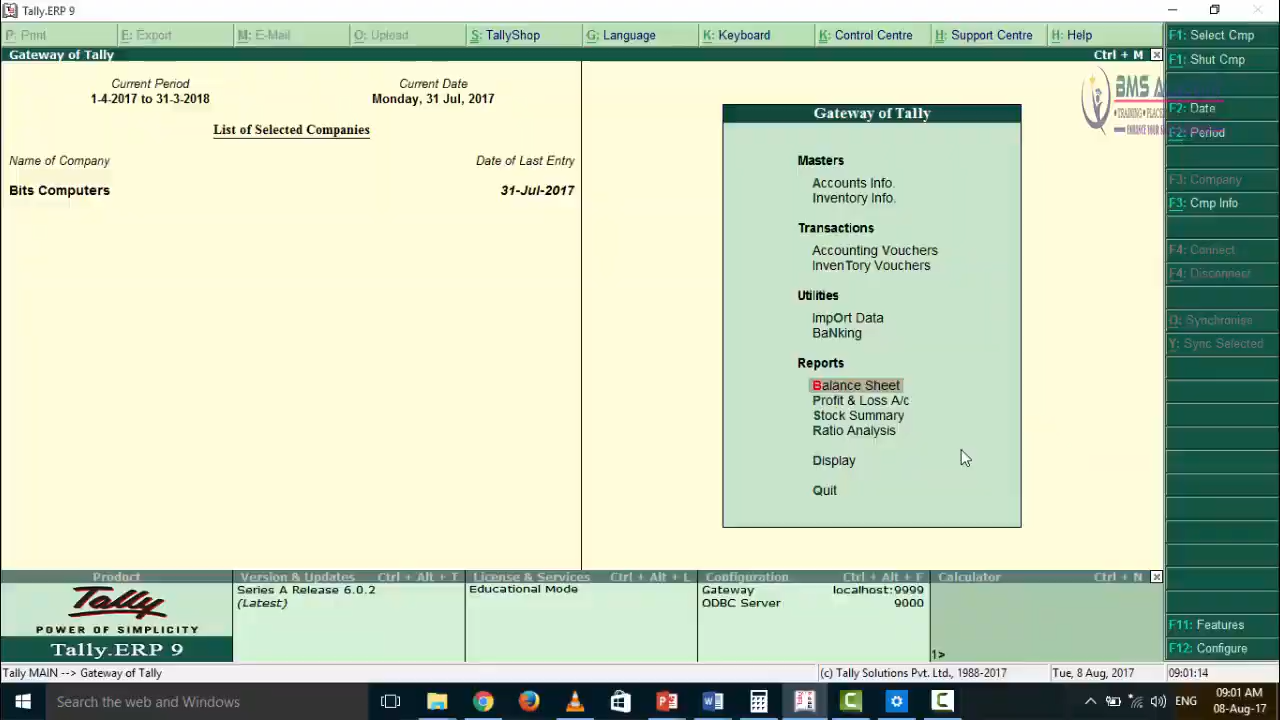 Tally.ERP 9
P: Print
E: Export
M: E-Mail
O: Upload
S: TallyShop
G: Language
K: Keyboard
K: Control Centre
H: Support Centre
H: Help
F1: Select Cmp
F1: Shut Cmp
F2: Date
F2: Period
F3: Company
F3: Cmp Info
F4: Connect
F4: Disconnect
O: Synchronise
Y: Sync Selected
F11: Features
F12: Configure
Gateway of Tally
Ctrl + M
BMS
Current Period
1-4-2017 to 31-3-2018
Current Date
Monday, 31 Jul, 2017
List of Selected Companies
Name of Company
Date of Last Entry
Bits Computers
31-Jul-2017
Gateway of Tally
Masters
Accounts Info.
Inventory Info.
Transactions
Accounting Vouchers
InvenTory Vouchers
Utilities
ImpOrt Data
BaNking
Reports
Balance Sheet
Profit & Loss A/c
Stock Summary
Ratio Analysis
Display
Quit
Product
Tally
POWER OF SIMPLICITY
Tally.ERP 9
Version & Updates
Ctrl + Alt + T
Series A Release 6.0.2
(Latest)
License & Services
Ctrl + Alt + L
Educational Mode
Configuration
Ctrl + Alt + F
Gateway
localhost:9999
ODBC Server
9000
Calculator
Ctrl + N
1>
Tally MAIN --> Gateway of Tally
(c) Tally Solutions Pvt. Ltd., 1988-2017
Tue, 8 Aug, 2017
09:01:14
Search the web and Windows
ENG
09:01 AM
08-Aug-17